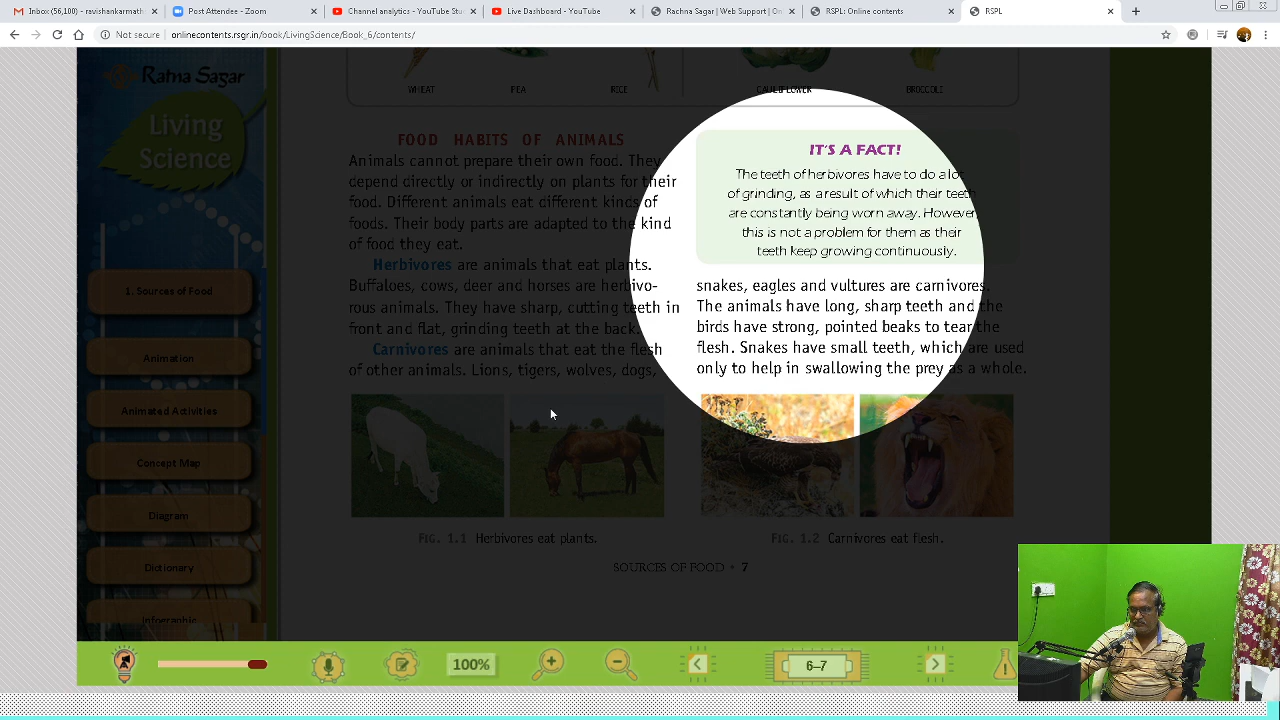 Inbox (56,100) - ravishankarmath
Post Attendee - Zoom
Channel analytics - YouTube Stu
Live Dashboard - YouTube
Rachna Sagar | Web Support | On
RSPL: Online contents
RSPL
Not secure
onlinecontents.rsgr.in/book/LivingScience/Book_6/contents/
Ratna Sagar
Living
Science
1. Sources of Food
Animation
Animated Activities
Concept Map
Diagram
Dictionary
Infographic
WHEAT
PEA
RICE
CAULIFLOWER
BROCCOLI
FOOD HABITS OF ANIMALS
Animals cannot prepare their own food. They
depend directly or indirectly on plants for their
food. Different animals eat different kinds of
foods. Their body parts are adapted to the kind
of food they eat.
Herbivores are animals that eat plants.
Buffaloes, cows, deer and horses are herbivo-
rous animals. They have sharp, cutting teeth in
front and flat, grinding teeth at the back.
Carnivores are animals that eat the flesh
of other animals. Lions, tigers, wolves, dogs,
IT'S A FACT!
The teeth of herbivores have to do a lot
of grinding, as a result of which their teeth
are constantly being worn away. However,
this is not a problem for them as their
teeth keep growing continuously.
snakes, eagles and vultures are carnivores.
The animals have long, sharp teeth and the
birds have strong, pointed beaks to tear the
flesh. Snakes have small teeth, which are used
only to help in swallowing the prey as a whole.
FIG. 1.1 Herbivores eat plants.
FIG. 1.2 Carnivores eat flesh.
SOURCES OF FOOD • 7
100%
6–7